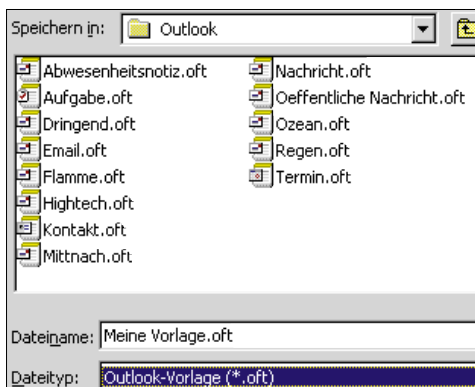 Speichern in: Outlook
Abwesenheitsnotiz.oft
Aufgabe.oft
Dringend.oft
Email.oft
Flamme.oft
Hightech.oft
Kontakt.oft
Mittnach.oft
Nachricht.oft
Oeffentliche Nachricht.oft
Ozean.oft
Regen.oft
Termin.oft
Dateiname: Meine Vorlage.oft
Dateityp: Outlook-Vorlage (*.oft)